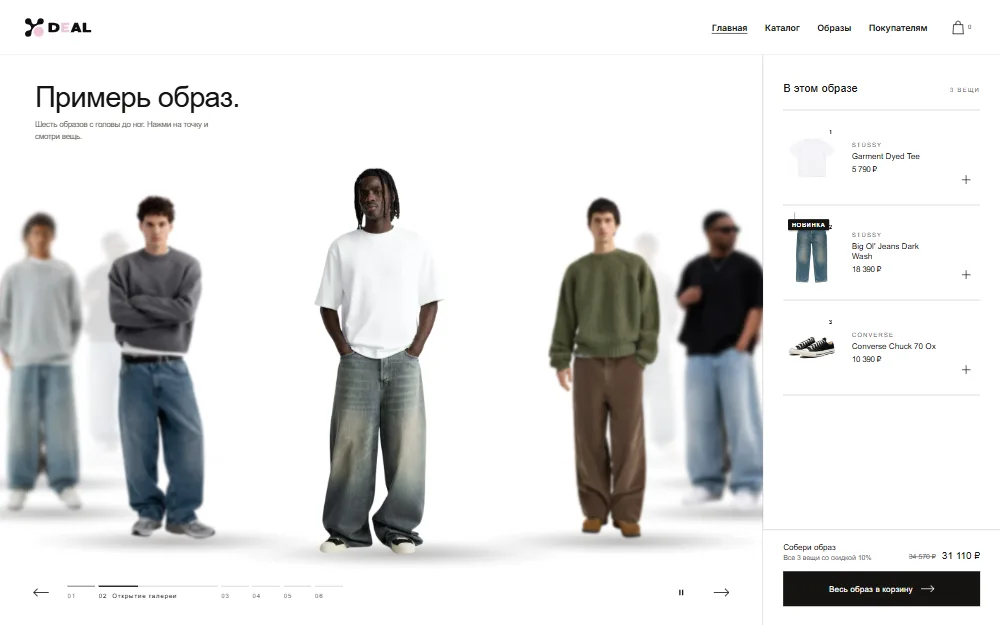 DEAL
Главная
Каталог
Образы
Покупателям
0
Примерь образ.
Шесть образов с головы до ног. Нажми на точку и
смотри вещь.
01
02 Открытие галереи
03
04
05
06
В этом образе
3 ВЕЩИ
1
STUSSY
Garment Dyed Tee
5 790 ₽
НОВИНКА
2
STUSSY
Big Ol' Jeans Dark
Wash
18 390 ₽
3
CONVERSE
Converse Chuck 70 Ox
10 390 ₽
Собери образ
Все 3 вещи со скидкой 10%
34 570 ₽ 31 110 ₽
Весь образ в корзину